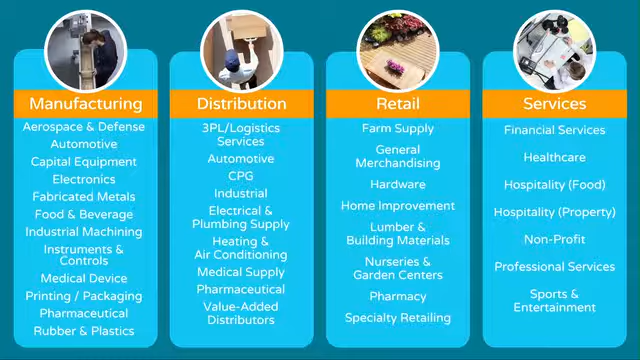 Manufacturing
Aerospace & Defense
Automotive
Capital Equipment
Electronics
Fabricated Metals
Food & Beverage
Industrial Machining
Instruments &
Controls
Medical Device
Printing / Packaging
Pharmaceutical
Rubber & Plastics
Distribution
3PL/Logistics
Services
Automotive
CPG
Industrial
Electrical &
Plumbing Supply
Heating &
Air Conditioning
Medical Supply
Pharmaceutical
Value-Added
Distributors
Retail
Farm Supply
General
Merchandising
Hardware
Home Improvement
Lumber &
Building Materials
Nurseries &
Garden Centers
Pharmacy
Specialty Retailing
Services
Financial Services
Healthcare
Hospitality (Food)
Hospitality (Property)
Non-Profit
Professional Services
Sports &
Entertainment